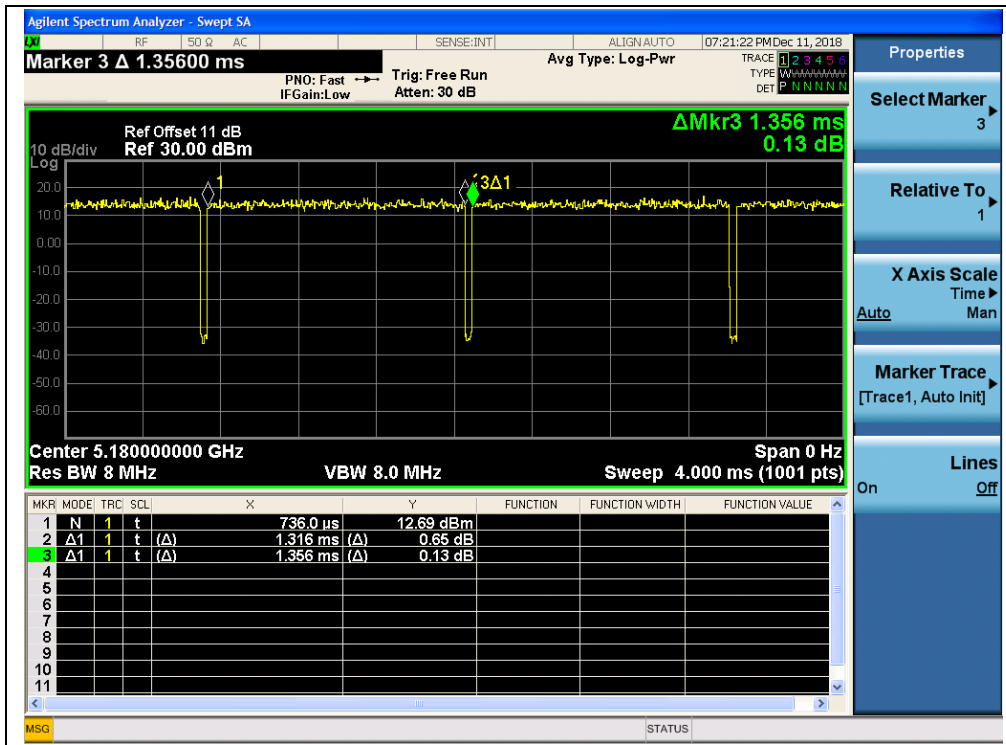 Agilent Spectrum Analyzer - Swept SA
LXI RF 50 Ω AC SENSE:INT ALIGN AUTO 07:21:22 PM Dec 11, 2018
Marker 3 Δ 1.35600 ms
PNO: Fast
IFGain:Low
Trig: Free Run
Atten: 30 dB
Avg Type: Log-Pwr
TRACE 1 2 3 4 5 6
TYPE W
DET P N N N N N
ΔMkr3 1.356 ms
0.13 dB
Ref Offset 11 dB
10 dB/div Ref 30.00 dBm
Log
20.0
10.0
0.00
-10.0
-20.0
-30.0
-40.0
-50.0
-60.0
1
3Δ1
Center 5.180000000 GHz Span 0 Hz
Res BW 8 MHz VBW 8.0 MHz Sweep 4.000 ms (1001 pts)
MKR MODE TRC SCL X Y FUNCTION FUNCTION WIDTH FUNCTION VALUE
1 N 1 t 736.0 µs 12.69 dBm
2 Δ1 1 t (Δ) 1.316 ms (Δ) 0.65 dB
3 Δ1 1 t (Δ) 1.356 ms (Δ) 0.13 dB
4
5
6
7
8
9
10
11
MSG STATUS
Properties
Select Marker
3
Relative To
1
X Axis Scale
Time
Auto Man
Marker Trace
[Trace1, Auto Init]
Lines
On Off